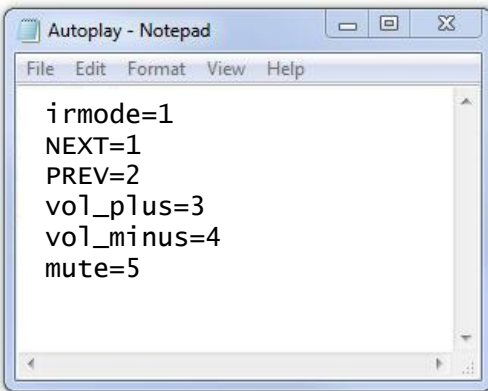 Autoplay - Notepad
File Edit Format View Help
irmode=1
NEXT=1
PREV=2
vol_plus=3
vol_minus=4
mute=5